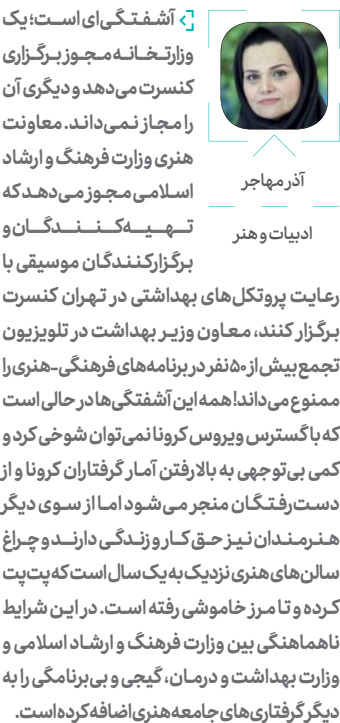 آشفتگی‌ای است؛ یک
وزارتخانه مجوز برگزاری
کنسرت می‌دهد و دیگری آن
را مجاز نمی‌داند. معاونت
هنری وزارت فرهنگ و ارشاد
اسلامی مجوز می‌دهد که
تهیه‌کنندگان و
برگزارکنندگان موسیقی با
آذر مهاجر
ادبیات و هنر
رعایت پروتکل‌های بهداشتی در تهران کنسرت
برگزار کنند، معاون وزیر بهداشت در تلویزیون
تجمع بیش از ۵۰ نفر در برنامه‌های فرهنگی-هنری را
ممنوع می‌داند! همه این آشفتگی‌ها در حالی است
که با گسترس ویروس کرونا نمی‌توان شوخی کرد و
کمی بی‌توجهی به بالا رفتن آمار گرفتاران کرونا و از
دست‌رفتگان منجر می‌شود اما از سوی دیگر
هنرمندان نیز حق کار و زندگی دارند و چراغ
سالن‌های هنری نزدیک به یک سال است که پت‌پت
کرده و تا مرز خاموشی رفته است. در این شرایط
ناهماهنگی بین وزارت فرهنگ و ارشاد اسلامی و
وزارت بهداشت و درمان، گیجی و بی‌برنامگی را به
دیگر گرفتاری‌های جامعه هنری اضافه کرده است.